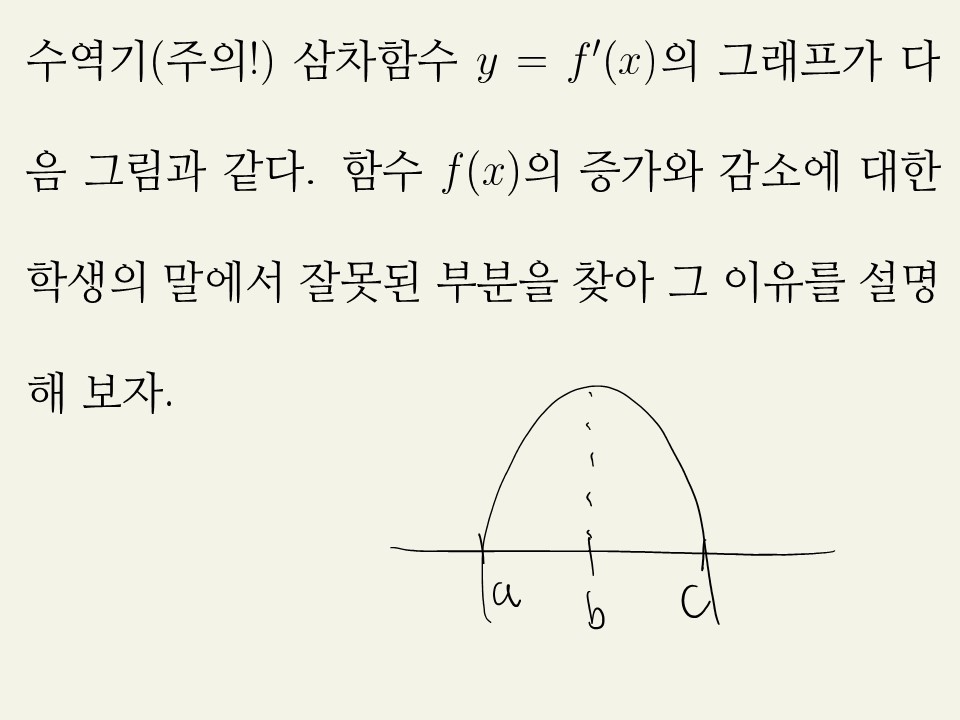 수역기(주의!) 삼차함수 y = f′(x)의 그래프가 다
음 그림과 같다. 함수 f(x)의 증가와 감소에 대한
학생의 말에서 잘못된 부분을 찾아 그 이유를 설명
해 보자.
a b c